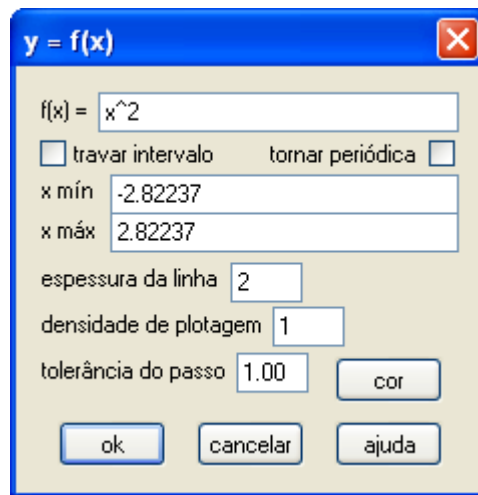 y = f(x)
f(x) = x^2
travar intervalo tornar periódica
x mín -2.82237
x máx 2.82237
espessura da linha 2
densidade de plotagem 1
tolerância do passo 1.00 cor
ok cancelar ajuda